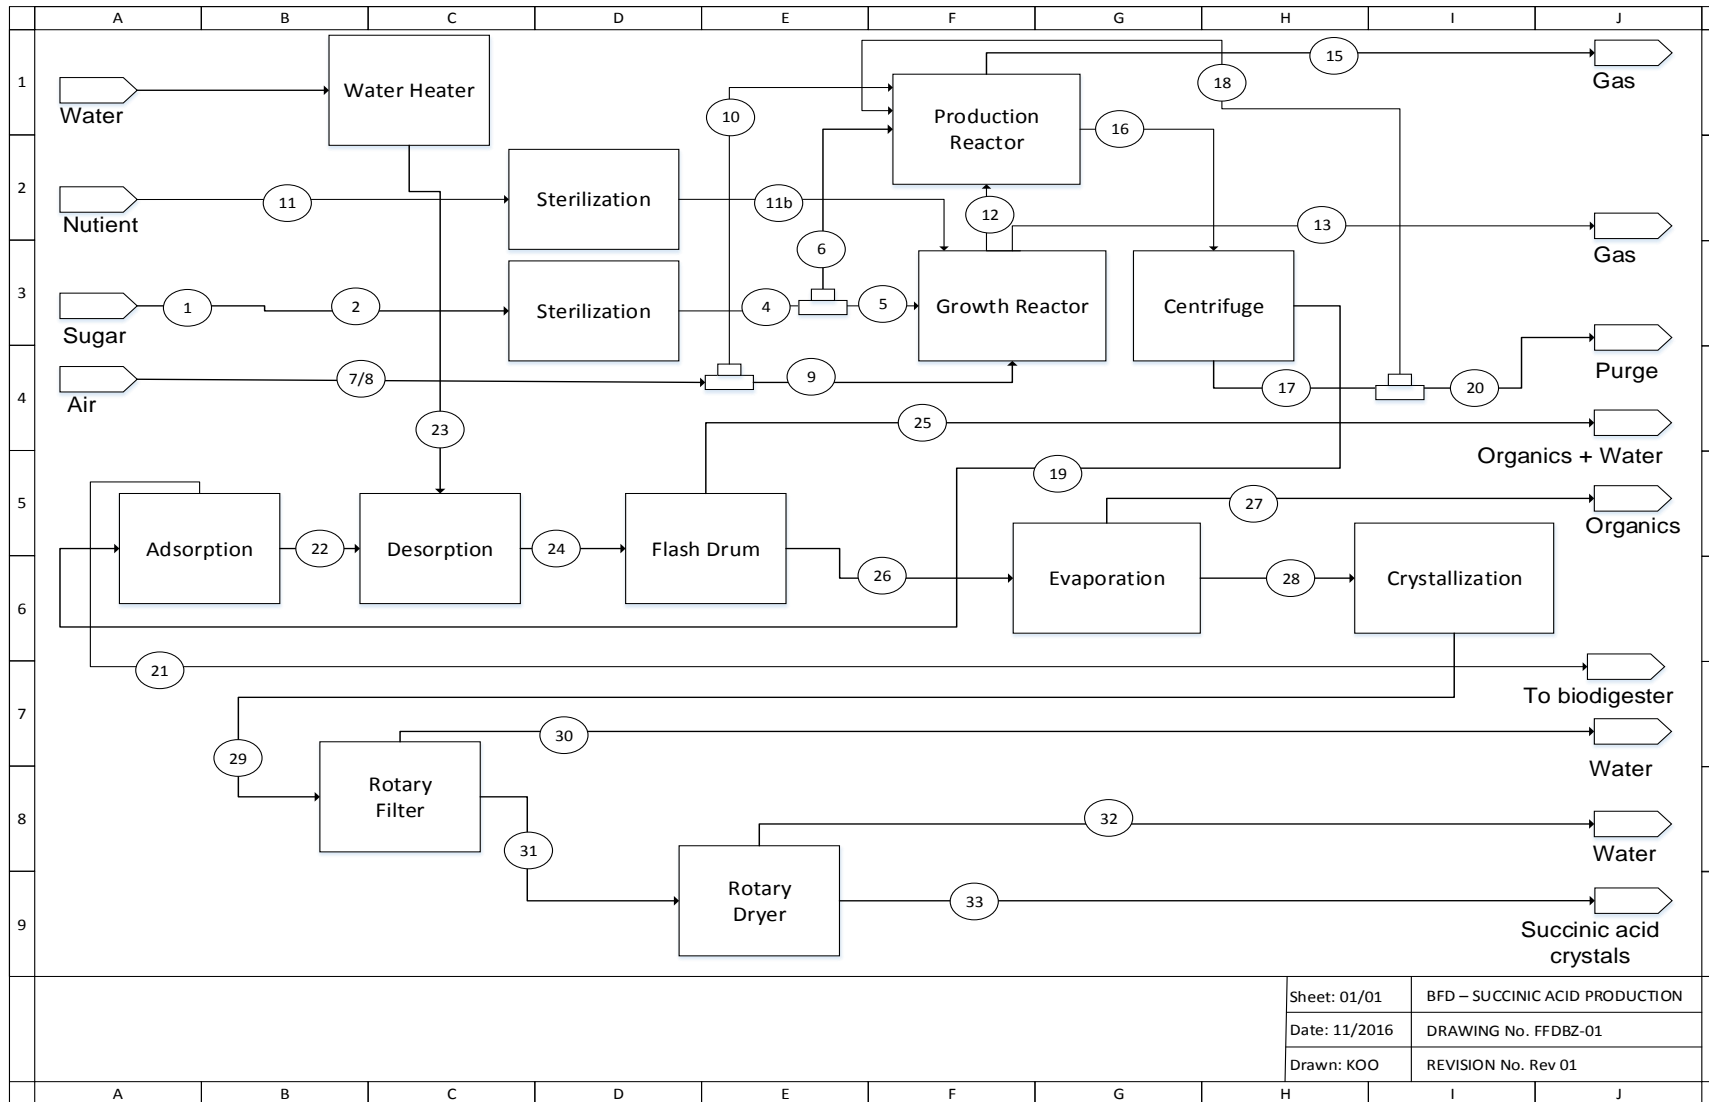 A B C D E F G H I J
1
2
3
4
5
6
7
8
9
Water
Water Heater
Nutient
11
Sterilization
11b
Sugar
1
2
Sterilization
4
5
6
Air
7/8
9
10
Production
Reactor
12
Growth Reactor
15
Gas
16
18
13
Gas
Centrifuge
17
20
Purge
23
25
Organics + Water
19
Adsorption
22
Desorption
24
Flash Drum
26
27
Organics
Evaporation
28
Crystallization
21
To biodigester
29
30
Water
Rotary
Filter
31
32
Water
Rotary
Dryer
33
Succinic acid
crystals
Sheet: 01/01
BFD – SUCCINIC ACID PRODUCTION
Date: 11/2016
DRAWING No. FFDBZ-01
Drawn: KOO
REVISION No. Rev 01
A B C D E F G H I J